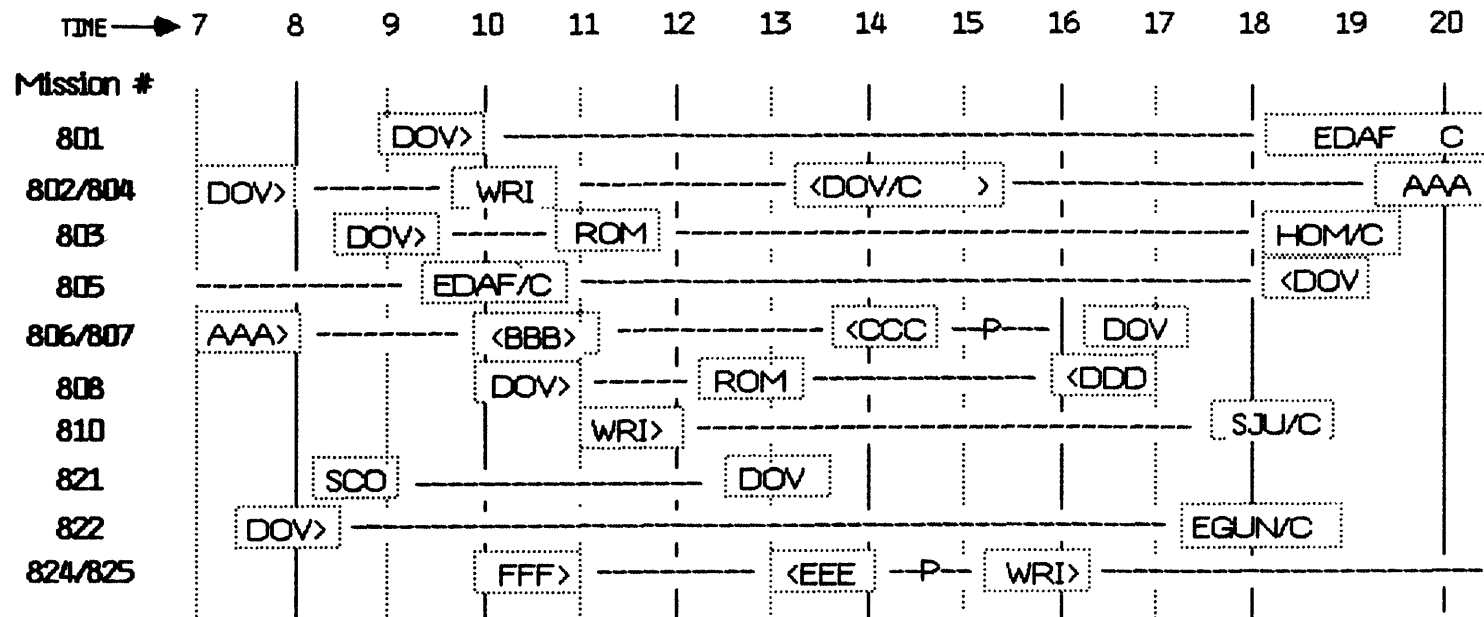 TIME 7 8 9 10 11 12 13 14 15 16 17 18 19 20
Mission #
801 DOV> EDAF C
802/804 DOV> WRI <DOV/C > AAA
803 DOV> ROM HOM/C
805 EDAF/C <DOV
806/807 AAA> <BBB> <CCC P DOV
808 DOV> ROM <DDD
810 WRI> SJU/C
821 SCO DOV
822 DOV> EGUN/C
824/825 FFF> <EEE P WRI>